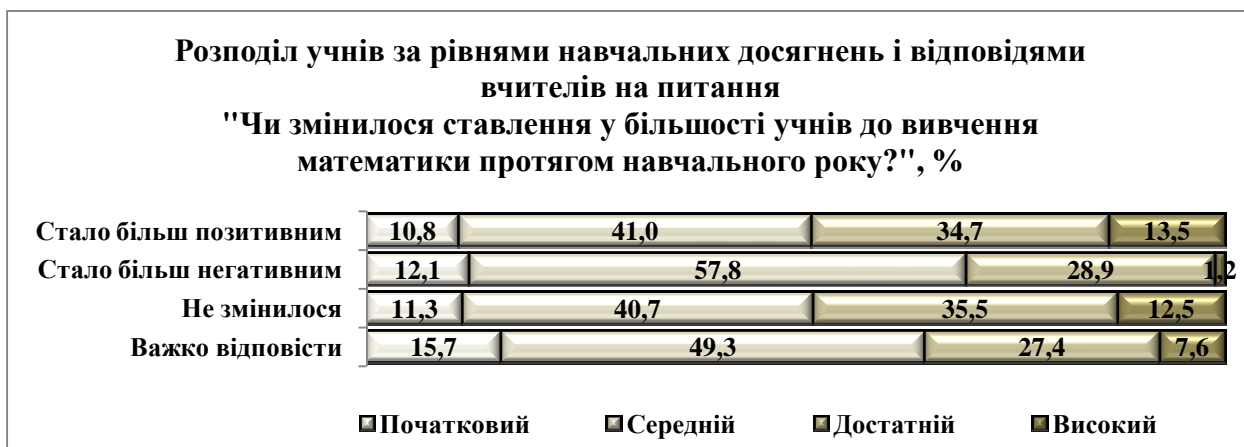 Розподіл учнів за рівнями навчальних досягнень і відповідями
вчителів на питання
"Чи змінилося ставлення у більшості учнів до вивчення
математики протягом навчального року?", %
Стало більш позитивним 10,8 41,0 34,7 13,5
Стало більш негативним 12,1 57,8 28,9 1,2
Не змінилося 11,3 40,7 35,5 12,5
Важко відповісти 15,7 49,3 27,4 7,6
Початковий Середній Достатній Високий